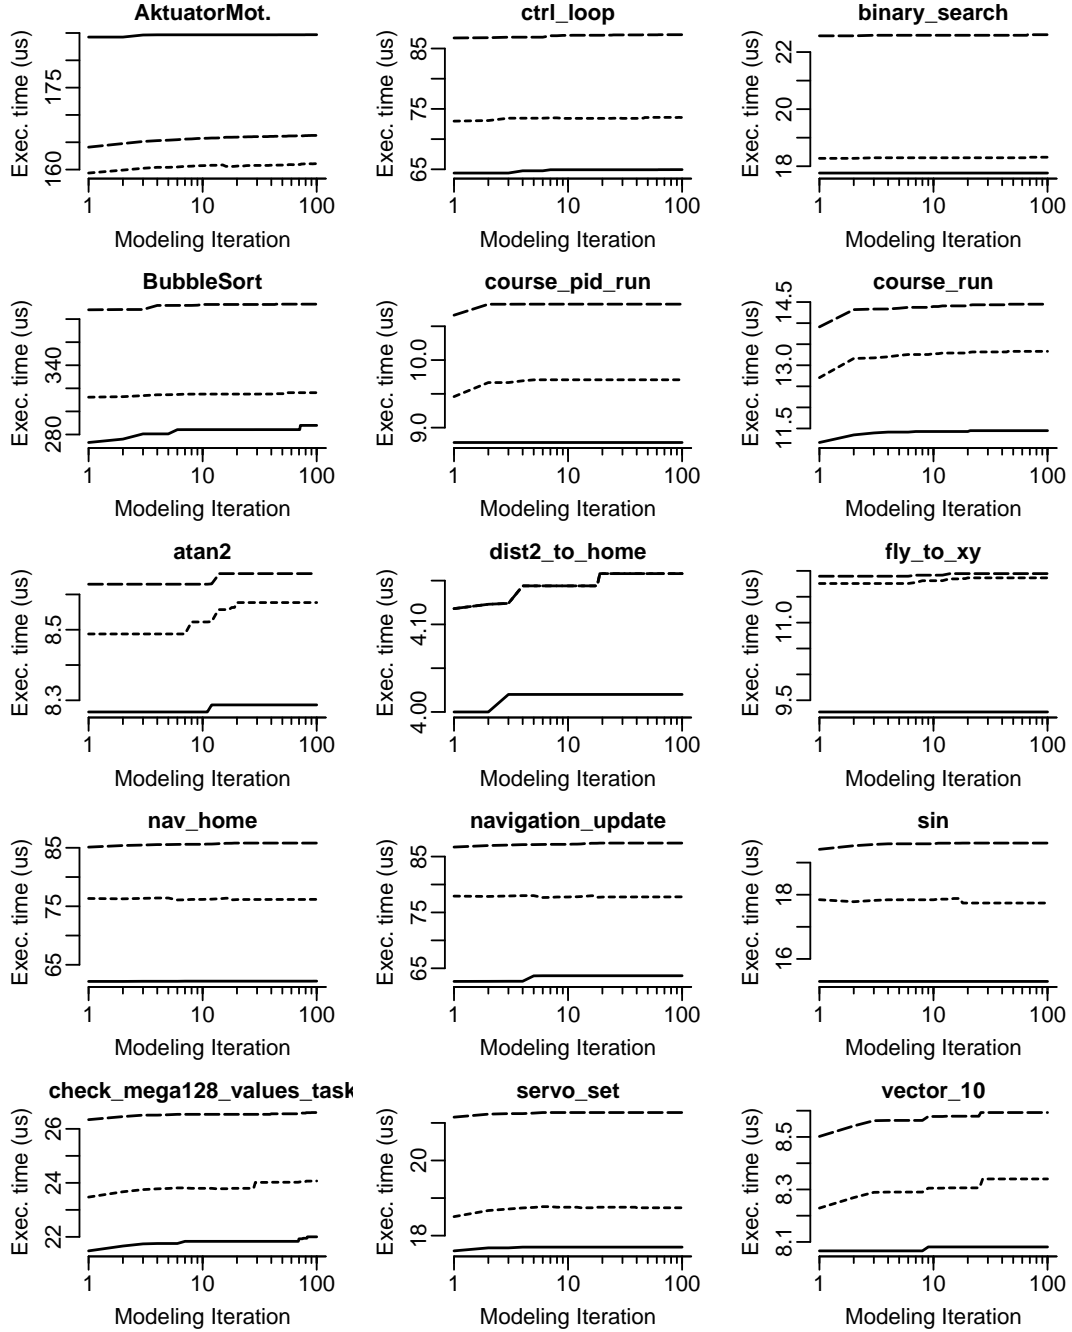 AktuatorMot.
Exec. time (us)
160 175
1 10 100
Modeling Iteration
ctrl_loop
Exec. time (us)
65 75 85
1 10 100
Modeling Iteration
binary_search
Exec. time (us)
18 20 22
1 10 100
Modeling Iteration
BubbleSort
Exec. time (us)
280 340
1 10 100
Modeling Iteration
course_pid_run
Exec. time (us)
9.0 10.0
1 10 100
Modeling Iteration
course_run
Exec. time (us)
11.5 13.0 14.5
1 10 100
Modeling Iteration
atan2
Exec. time (us)
8.3 8.5
1 10 100
Modeling Iteration
dist2_to_home
Exec. time (us)
4.00 4.10
1 10 100
Modeling Iteration
fly_to_xy
Exec. time (us)
9.5 11.0
1 10 100
Modeling Iteration
nav_home
Exec. time (us)
65 75 85
1 10 100
Modeling Iteration
navigation_update
Exec. time (us)
65 75 85
1 10 100
Modeling Iteration
sin
Exec. time (us)
16 18
1 10 100
Modeling Iteration
check_mega128_values_task
Exec. time (us)
22 24 26
1 10 100
Modeling Iteration
servo_set
Exec. time (us)
18 20
1 10 100
Modeling Iteration
vector_10
Exec. time (us)
8.1 8.3 8.5
1 10 100
Modeling Iteration